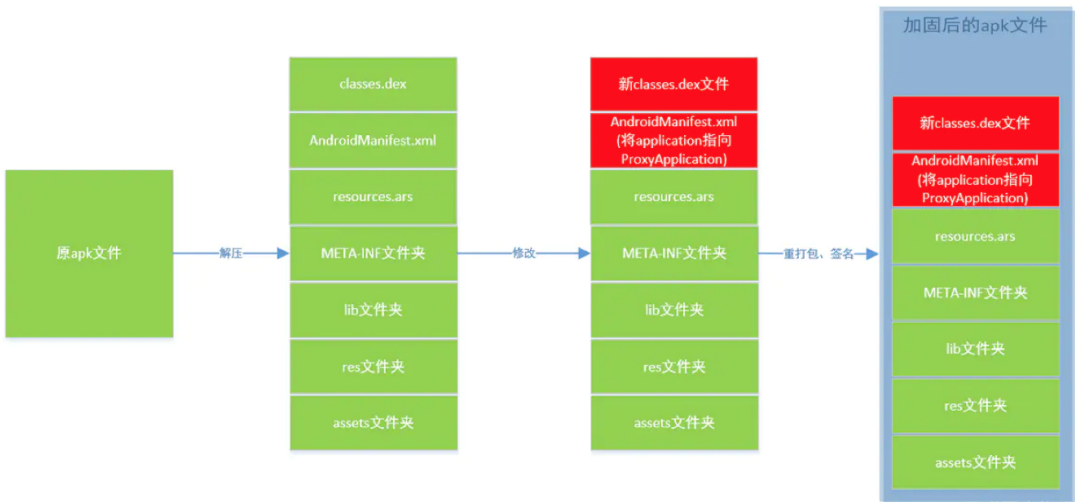 原apk文件
解压
classes.dex
AndroidManifest.xml
resources.ars
META-INF文件夹
lib文件夹
res文件夹
assets文件夹
修改
新classes.dex文件
AndroidManifest.xml
(将application指向
ProxyApplication)
resources.ars
META-INF文件夹
lib文件夹
res文件夹
assets文件夹
重打包、签名
加固后的apk文件
新classes.dex文件
AndroidManifest.xml
(将application指向
ProxyApplication)
resources.ars
META-INF文件夹
lib文件夹
res文件夹
assets文件夹